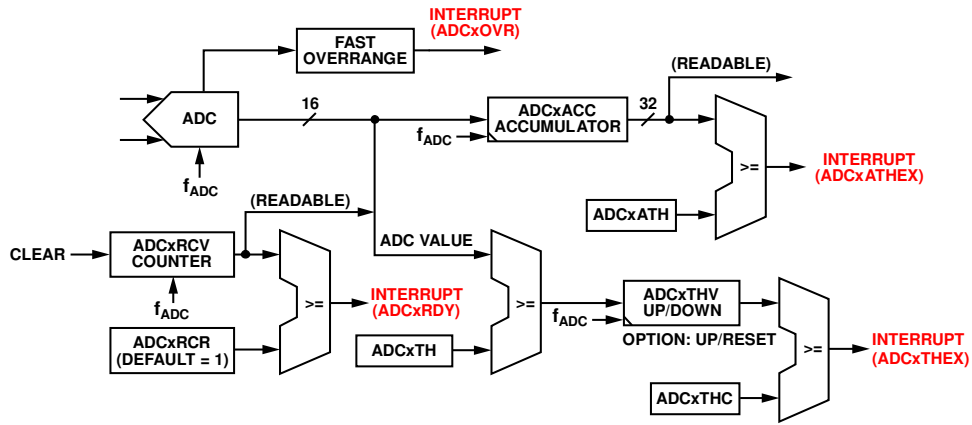 INTERRUPT
(ADCxOVR)
FAST
OVERRANGE
(READABLE)
ADC
16
ADCxACC
ACCUMULATOR
32
fADC
fADC
>=
INTERRUPT
(ADCxATHEX)
ADCxATH
(READABLE)
CLEAR
ADCxRCV
COUNTER
ADC VALUE
fADC
>=
INTERRUPT
(ADCxRDY)
>=
ADCxTHV
UP/DOWN
fADC
OPTION: UP/RESET
ADCxRCR
(DEFAULT = 1)
ADCxTH
>=
INTERRUPT
(ADCxTHEX)
ADCxTHC